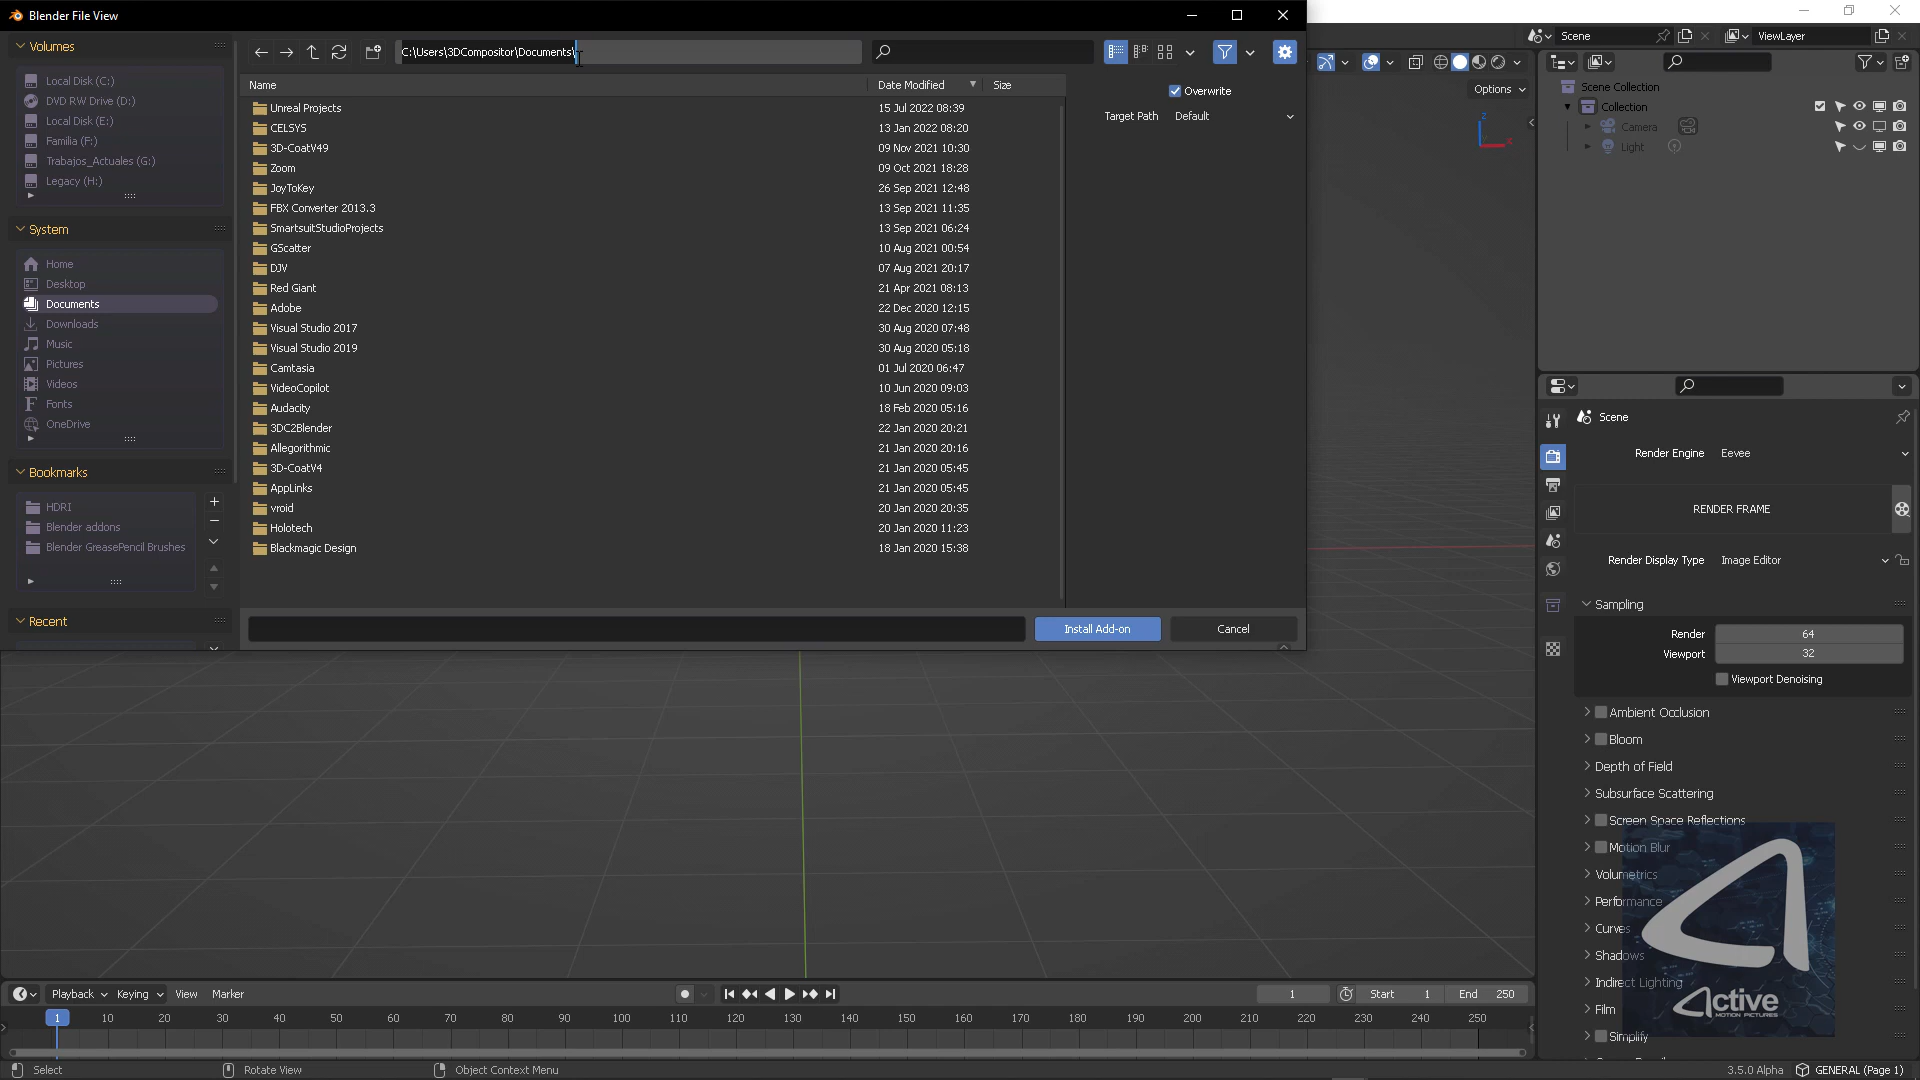 Blender File View
Volumes
Local Disk (C:)
DVD RW Drive (D:)
Local Disk (E:)
Familia (F:)
Trabajos_Actuales (G:)
Legacy (H:)
System
Home
Desktop
Documents
Downloads
Music
Pictures
Videos
Fonts
OneDrive
Bookmarks
HDRI
Blender addons
Blender GreasePencil Brushes
Recent
C:\Users\3DCompositor\Documents\
Name Date Modified Size
Unreal Projects 15 Jul 2022 08:39
CELSYS 13 Jan 2022 08:20
3D-CoatV49 09 Nov 2021 10:30
Zoom 09 Oct 2021 18:28
JoyToKey 26 Sep 2021 12:48
FBX Converter 2013.3 13 Sep 2021 11:35
SmartsuitStudioProjects 13 Sep 2021 06:24
GScatter 10 Aug 2021 00:54
DJV 07 Aug 2021 20:17
Red Giant 21 Apr 2021 08:13
Adobe 22 Dec 2020 12:15
Visual Studio 2017 30 Aug 2020 07:48
Visual Studio 2019 30 Aug 2020 05:18
Camtasia 01 Jul 2020 06:47
VideoCopilot 10 Jun 2020 09:03
Audacity 18 Feb 2020 05:16
3DC2Blender 22 Jan 2020 20:21
Allegorithmic 21 Jan 2020 20:16
3D-CoatV4 21 Jan 2020 05:45
AppLinks 21 Jan 2020 05:45
vroid 20 Jan 2020 20:35
Holotech 20 Jan 2020 11:23
Blackmagic Design 18 Jan 2020 15:38
Install Add-on Cancel
Overwrite
Target Path Default
Options
Z
X
Scene
ViewLayer
Scene Collection
Collection
Camera
Light
Scene
Render Engine Eevee
RENDER FRAME
Render Display Type Image Editor
Sampling
Render 64
Viewport 32
Viewport Denoising
Ambient Occlusion
Bloom
Depth of Field
Subsurface Scattering
Screen Space Reflections
Motion Blur
Volumetrics
Performance
Curves
Shadows
Indirect Lighting
Film
Simplify
Active
MOTION PICTURES
Playback Keying View Marker
1 Start 1 End 250
1 10 20 30 40 50 60 70 80 90 100 110 120 130 140 150 160 170 180 190 200 210 220 230 240 250
Select Rotate View Object Context Menu
3.5.0 Alpha GENERAL (Page 1)